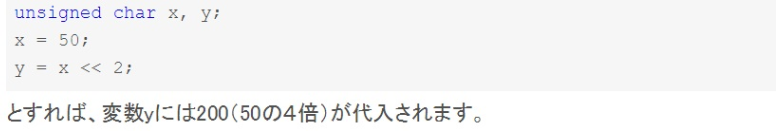 unsigned char x, y;
x = 50;
y = x << 2;
とすれば、変数yには200(50の4倍)が代入されます。